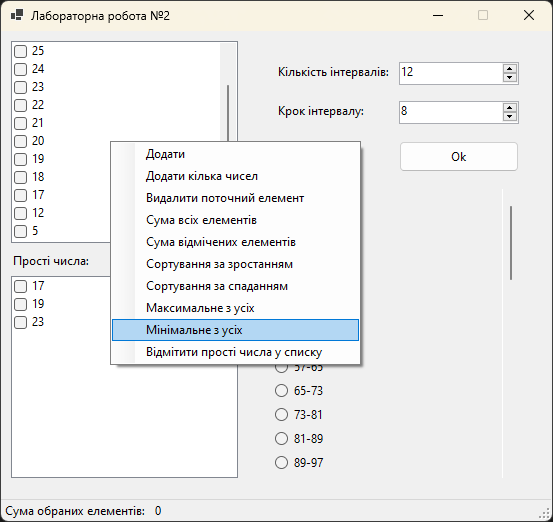 Лабораторна робота №2
25
24
23
22
21
20
19
18
17
12
5
Кількість інтервалів: 12
Крок інтервалу: 8
Ok
Додати
Додати кілька чисел
Видалити поточний елемент
Сума всіх елементів
Сума відмічених елементів
Сортування за зростанням
Сортування за спаданням
Максимальне з усіх
Мінімальне з усіх
Відмітити прості числа у списку
Прості числа:
17
19
23
57-65
65-73
73-81
81-89
89-97
Сума обраних елементів: 0